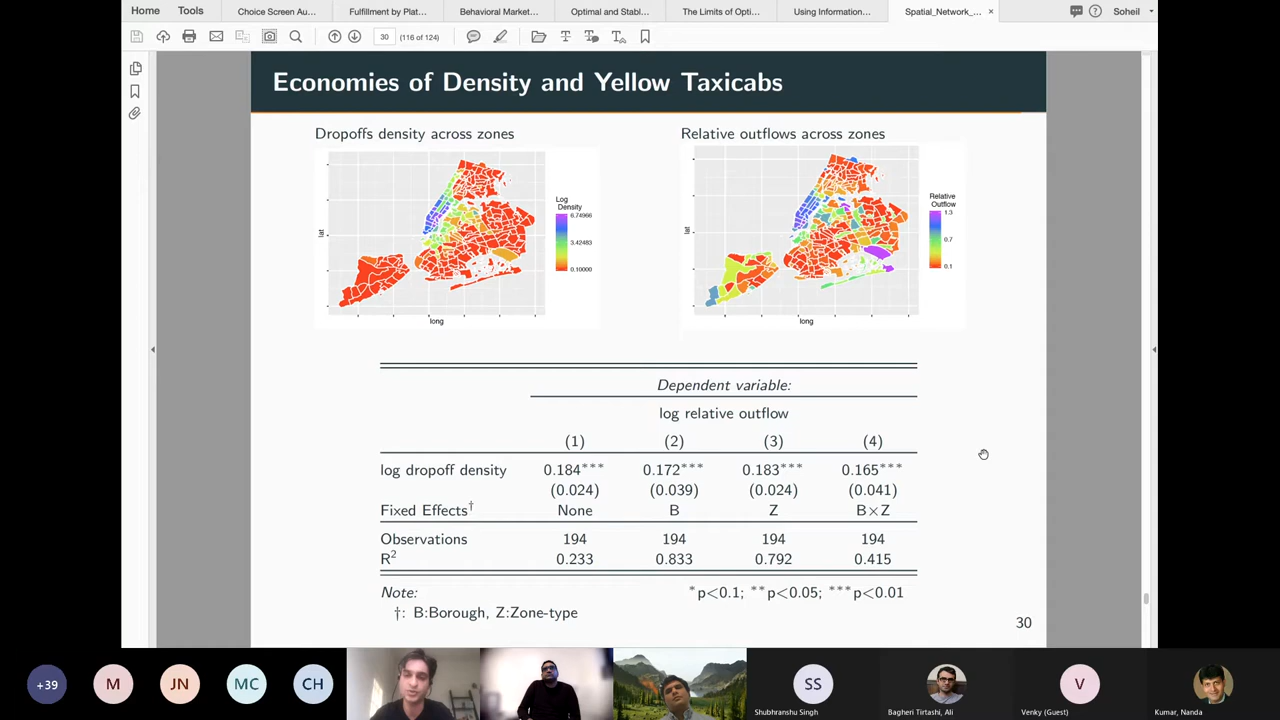 Home Tools Choice Screen Au... Fulfillment by Plat... Behavioral Market... Optimal and Stabi... The Limits of Opti... Using Information... Spatial_Network_... × Soheil
30 (116 of 124)
Economies of Density and Yellow Taxicabs
Dropoffs density across zones
Relative outflows across zones
Log
Density
6.74966
3.42483
0.10000
lat
long
Relative
Outflow
1.3
0.7
0.1
lat
long
Dependent variable:
log relative outflow
(1) (2) (3) (4)
log dropoff density 0.184*** 0.172*** 0.183*** 0.165***
(0.024) (0.039) (0.024) (0.041)
Fixed Effects† None B Z B×Z
Observations 194 194 194 194
R2 0.233 0.833 0.792 0.415
Note: *p<0.1; **p<0.05; ***p<0.01
†: B:Borough, Z:Zone-type
30
+39 M JN MC CH SS V
Shubhranshu Singh Bagheri Tirtashi, Ali Venky (Guest) Kumar, Nanda